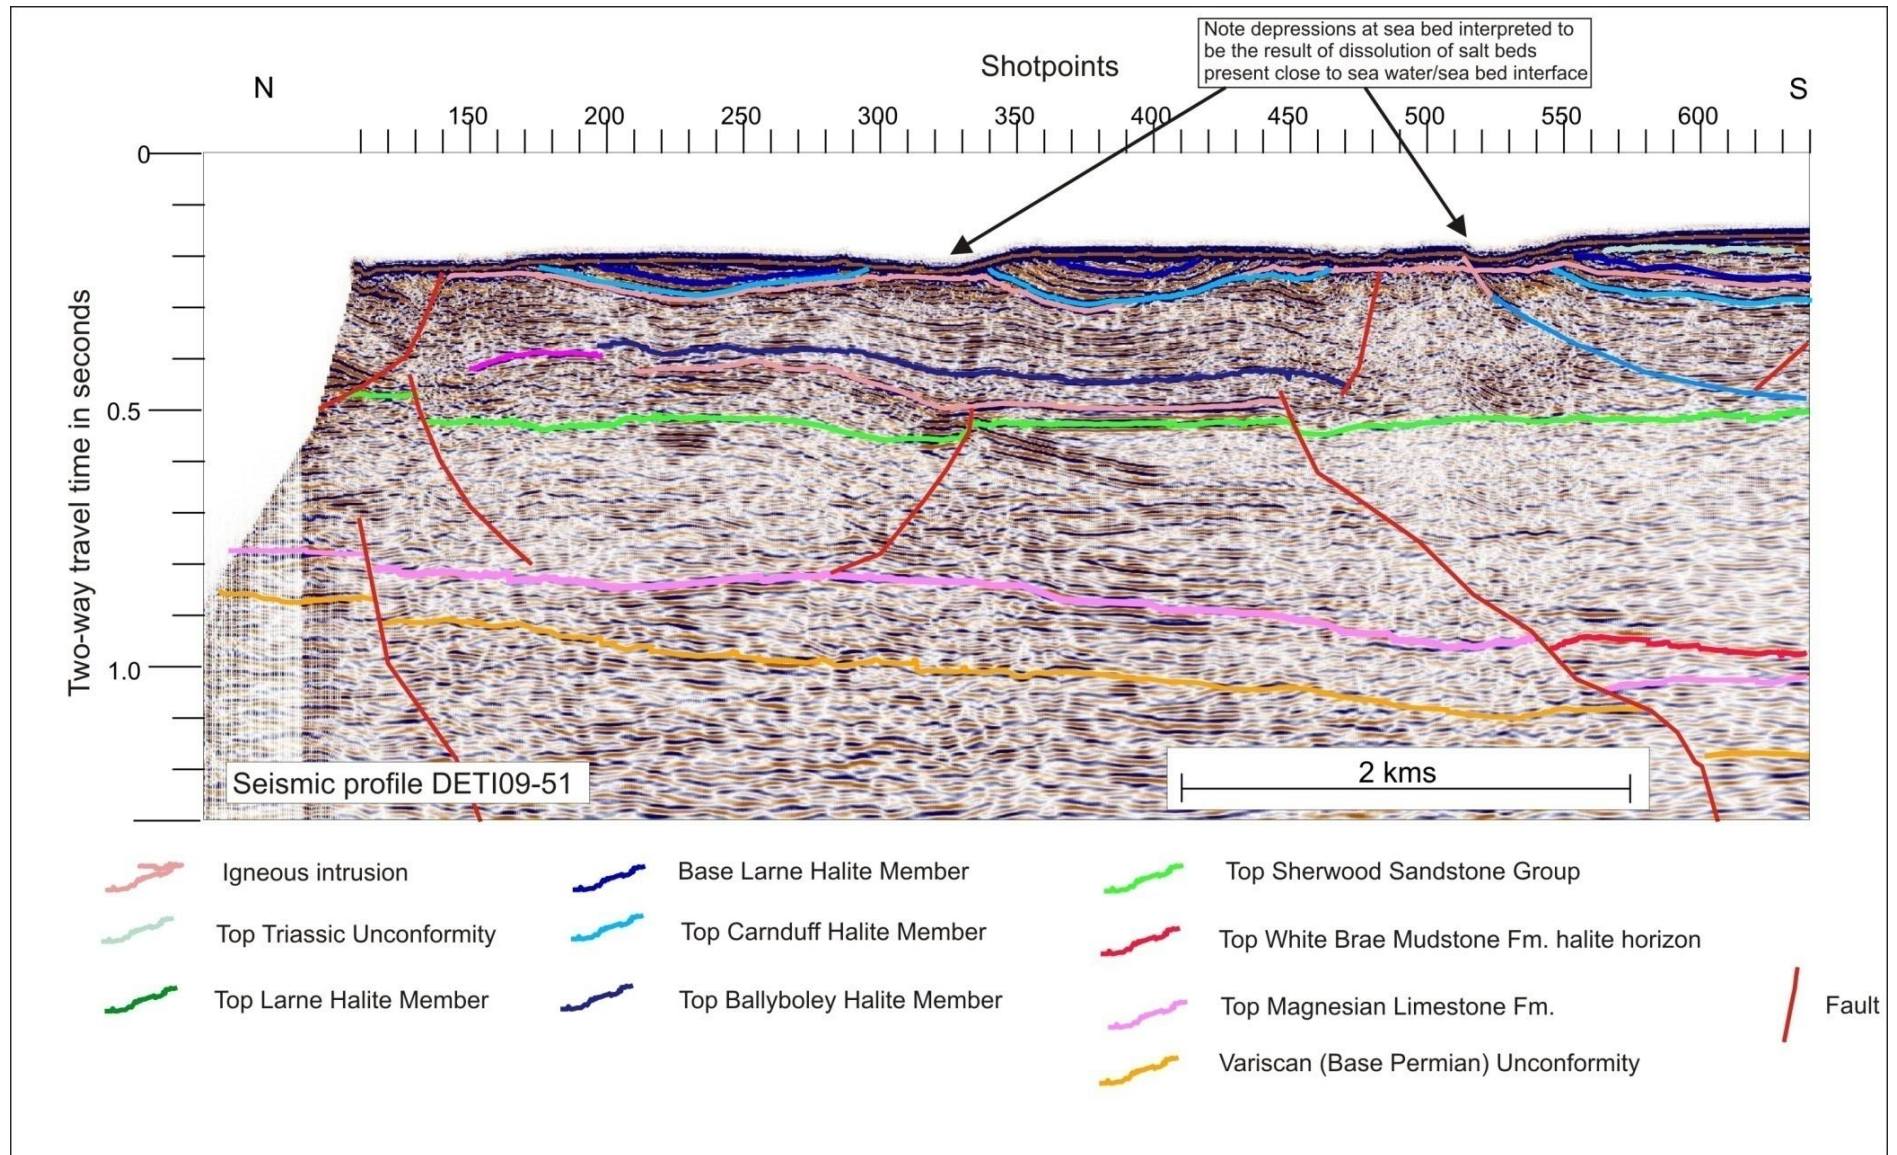 Note depressions at sea bed interpreted to
be the result of dissolution of salt beds
present close to sea water/sea bed interface
Shotpoints
N
S
150 200 250 300 350 400 450 500 550 600
0
0.5
1.0
Two-way travel time in seconds
Seismic profile DETI09-51
2 kms
Igneous intrusion
Top Triassic Unconformity
Top Larne Halite Member
Base Larne Halite Member
Top Carnduff Halite Member
Top Ballyboley Halite Member
Top Sherwood Sandstone Group
Top White Brae Mudstone Fm. halite horizon
Top Magnesian Limestone Fm.
Variscan (Base Permian) Unconformity
Fault